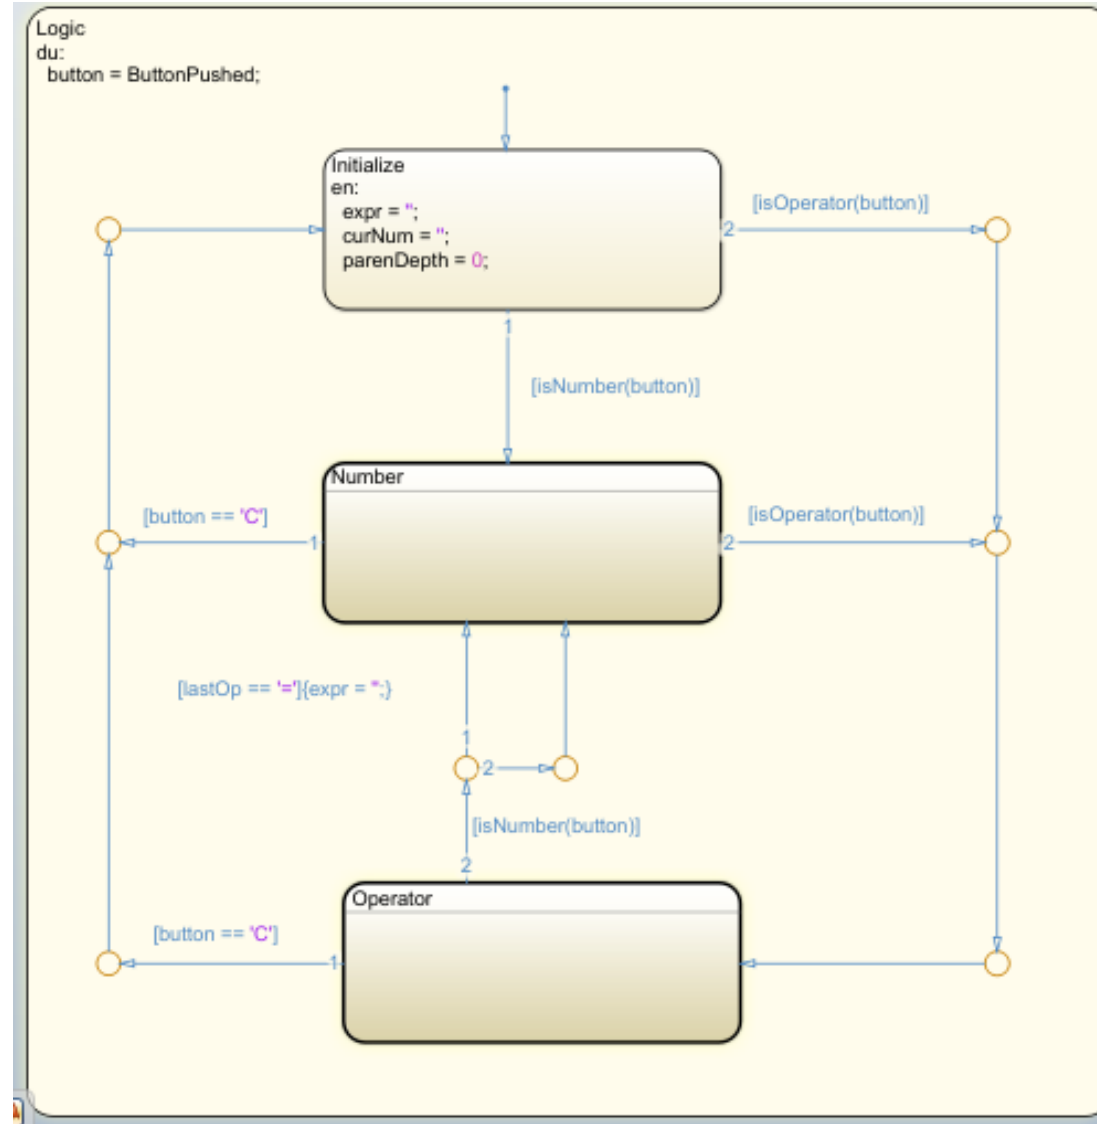 Logic
du:
button = ButtonPushed;
Initialize
en:
expr = '';
curNum = '';
parenDepth = 0;
[isOperator(button)]
2
1
[isNumber(button)]
Number
[button == 'C']
1
[isOperator(button)]
2
[lastOp == '=']{expr = '';}
1
2
[isNumber(button)]
2
Operator
[button == 'C']
1